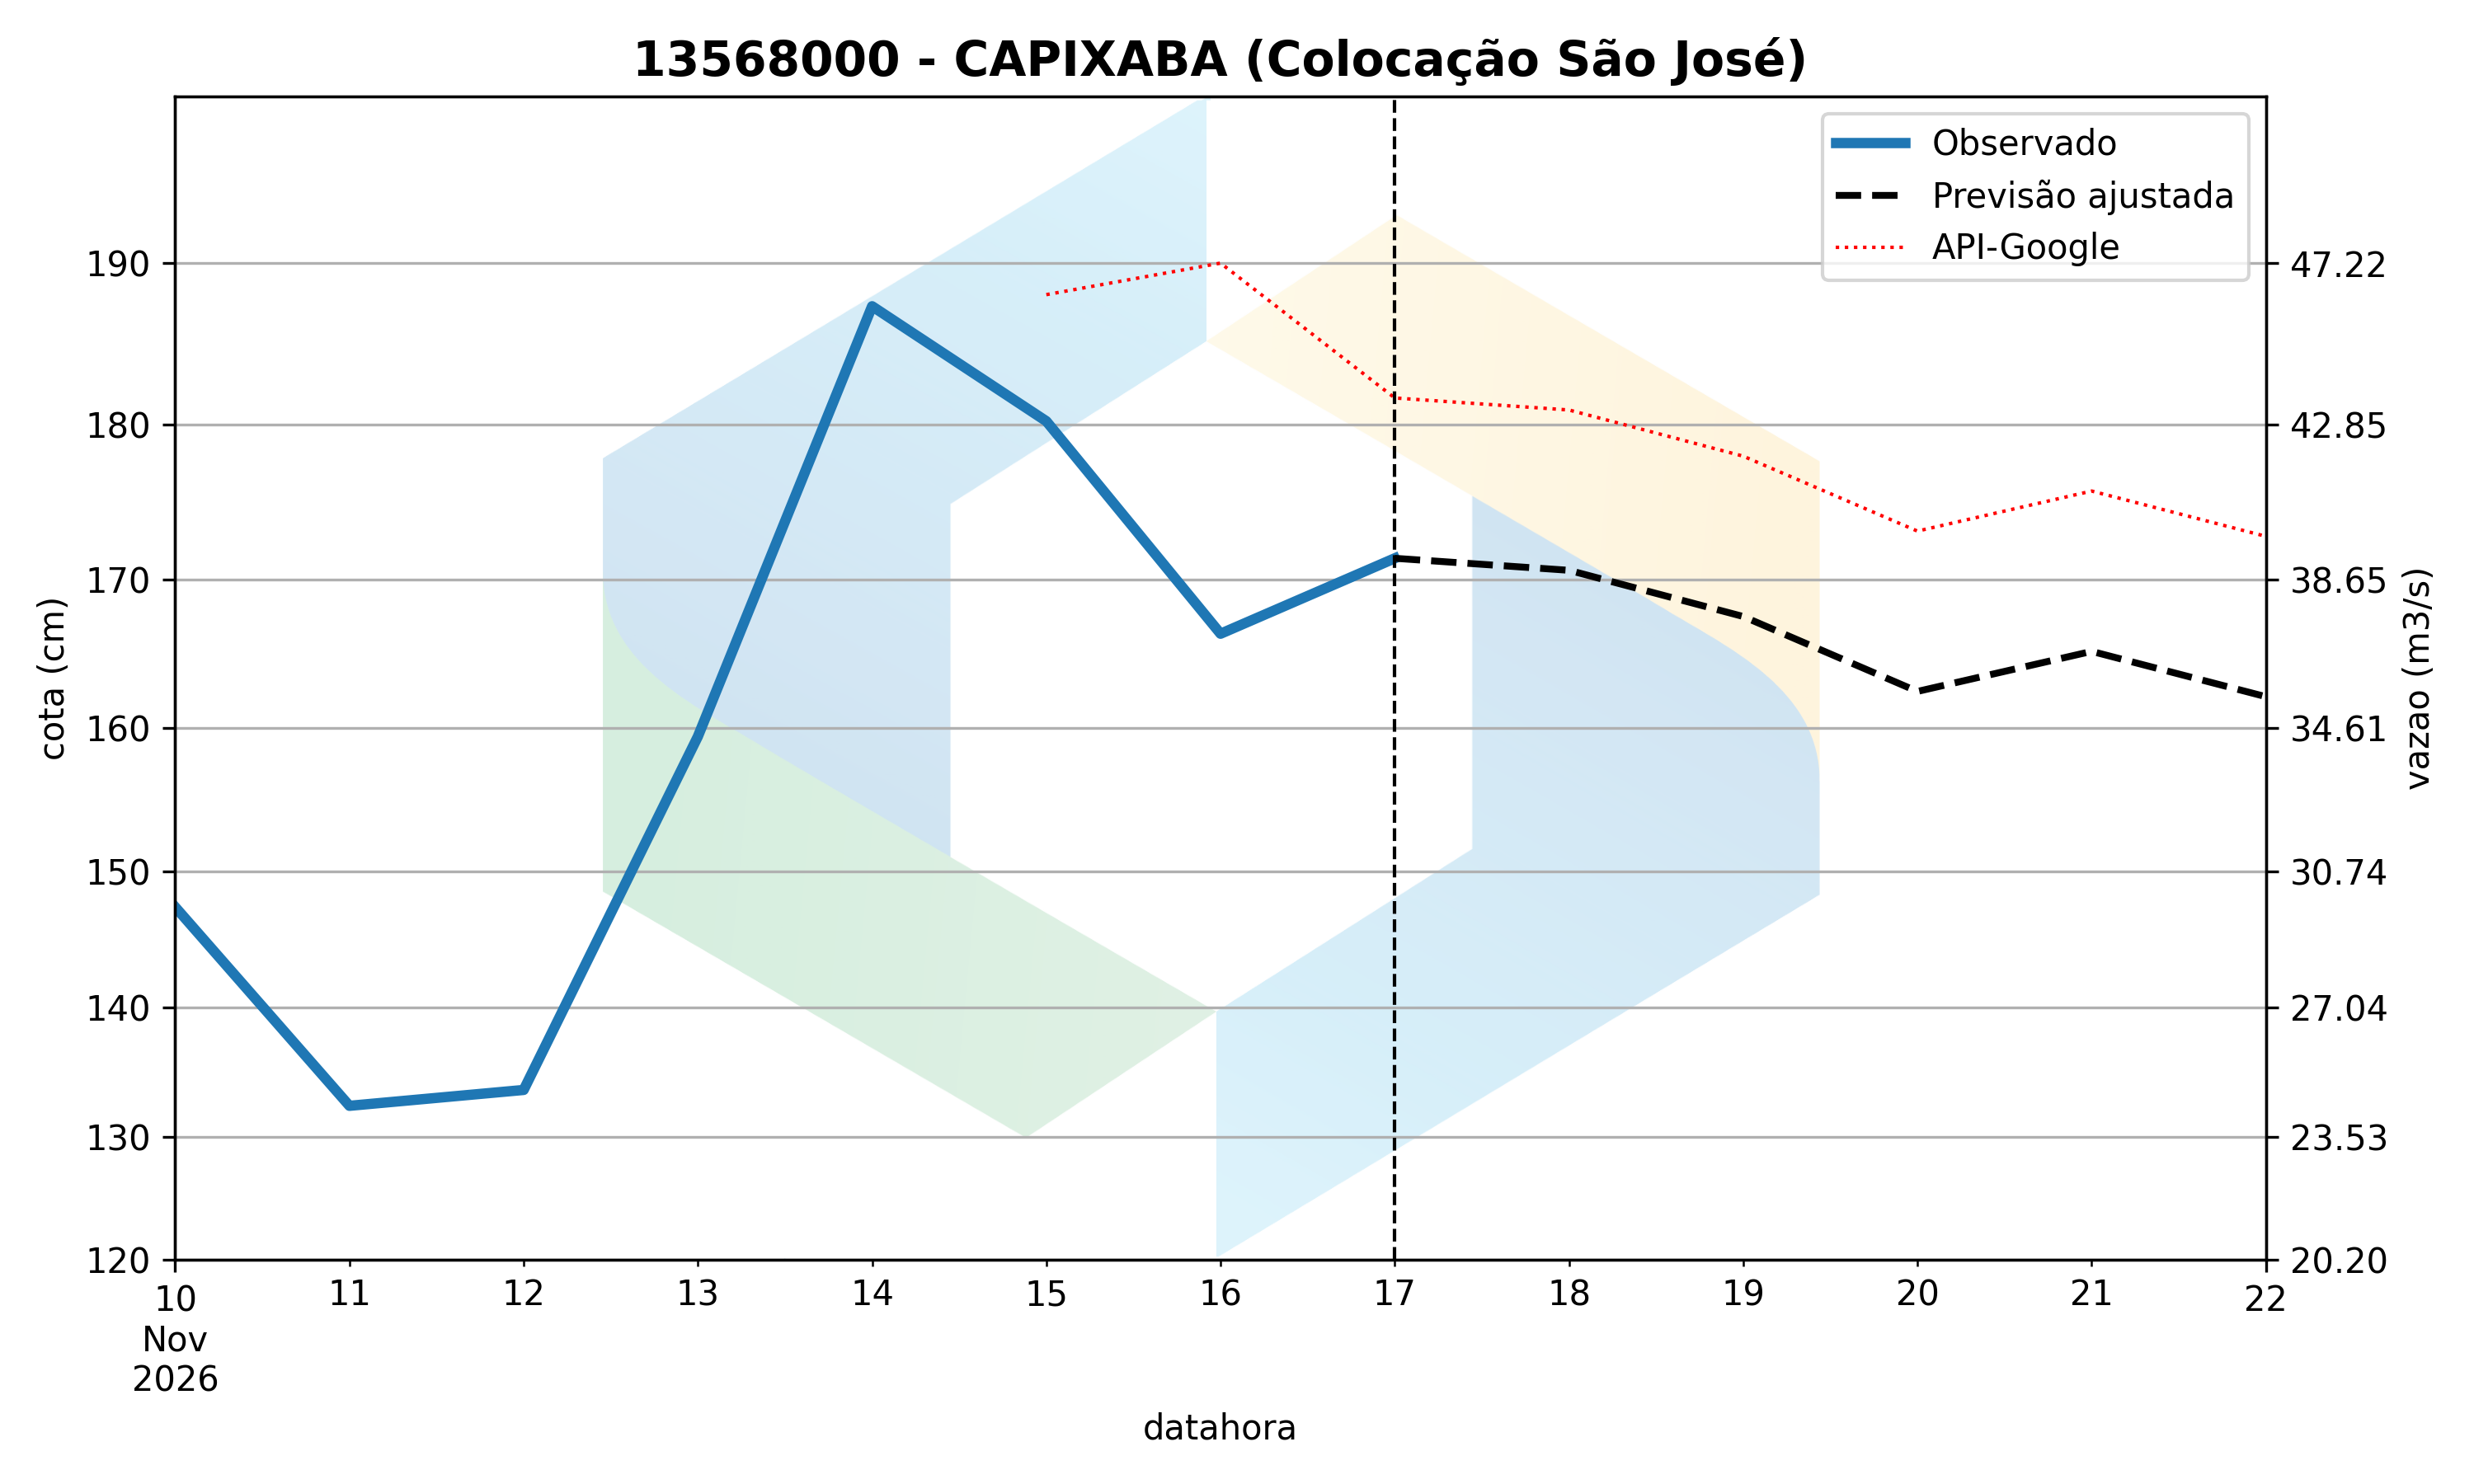 13568000 - CAPIXABA (Colocação São José)
Observado
Previsão ajustada
API-Google
190
180
170
160
150
140
130
120
cota (cm)
47.22
42.85
38.65
34.61
30.74
27.04
23.53
20.20
vazao (m3/s)
10 11 12 13 14 15 16 17 18 19 20 21 22
Nov
2026
datahora